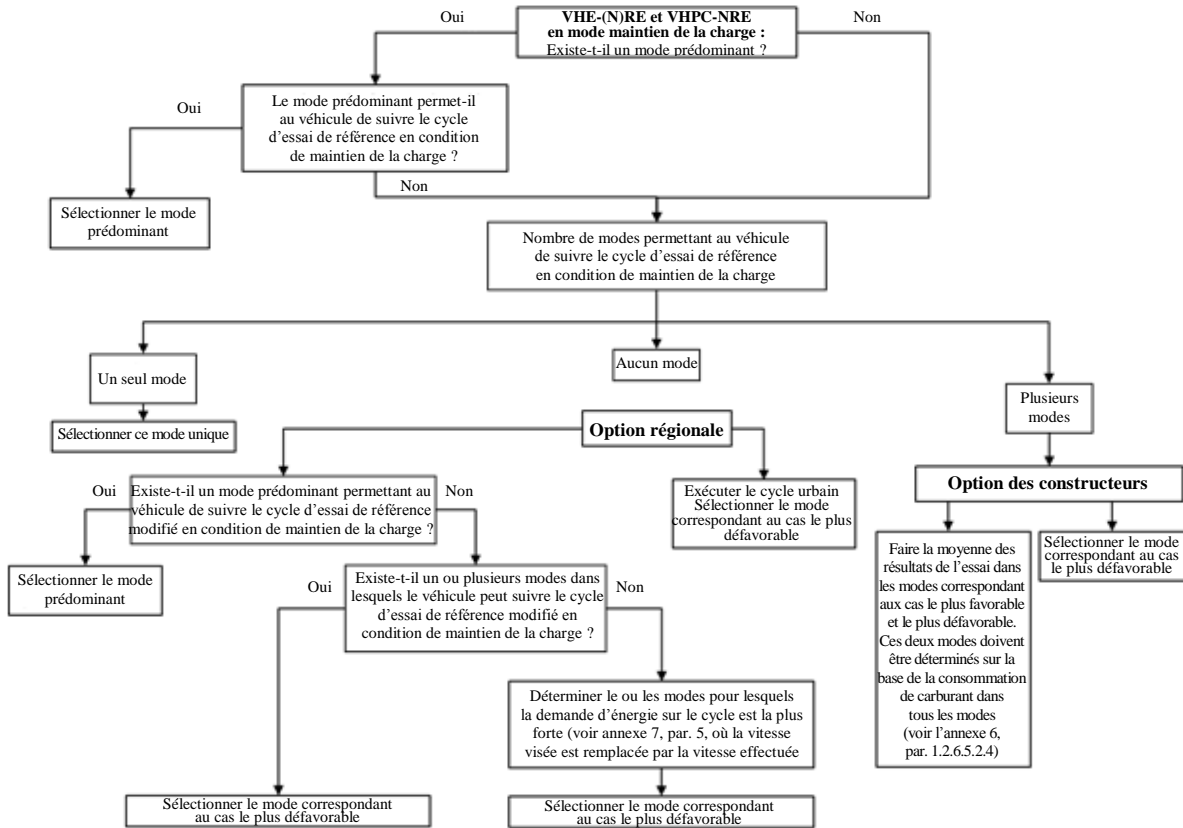 Oui
VHE-(N)RE et VHPC-NRE
en mode maintien de la charge :
Existe-t-il un mode prédominant ?
Non
Oui
Le mode prédominant permet-il
au véhicule de suivre le cycle
d’essai de référence en condition
de maintien de la charge ?
Non
Sélectionner le mode
prédominant
Nombre de modes permettant au véhicule
de suivre le cycle d’essai de référence
en condition de maintien de la charge
Un seul mode
Aucun mode
Plusieurs
modes
Sélectionner ce mode unique
Option régionale
Option des constructeurs
Oui
Existe-t-il un mode prédominant permettant au
véhicule de suivre le cycle d’essai de référence
modifié en condition de maintien de la charge ?
Non
Exécuter le cycle urbain
Sélectionner le mode
correspondant au cas le plus
défavorable
Faire la moyenne des
résultats de l’essai dans
les modes correspondant
aux cas le plus favorable
et le plus défavorable.
Ces deux modes doivent
être déterminés sur la
base de la consommation
de carburant dans
tous les modes
(voir l’annexe 6,
par. 1.2.6.5.2.4)
Sélectionner le mode
correspondant au cas
le plus défavorable
Sélectionner le mode
prédominant
Oui
Existe-t-il un ou plusieurs modes dans
lesquels le véhicule peut suivre le cycle
d’essai de référence modifié en
condition de maintien de la charge ?
Non
Déterminer le ou les modes pour lesquels
la demande d’énergie sur le cycle est la plus
forte (voir annexe 7, par. 5, où la vitesse
visée est remplacée par la vitesse effectuée
Sélectionner le mode correspondant
au cas le plus défavorable
Sélectionner le mode correspondant
au cas le plus défavorable